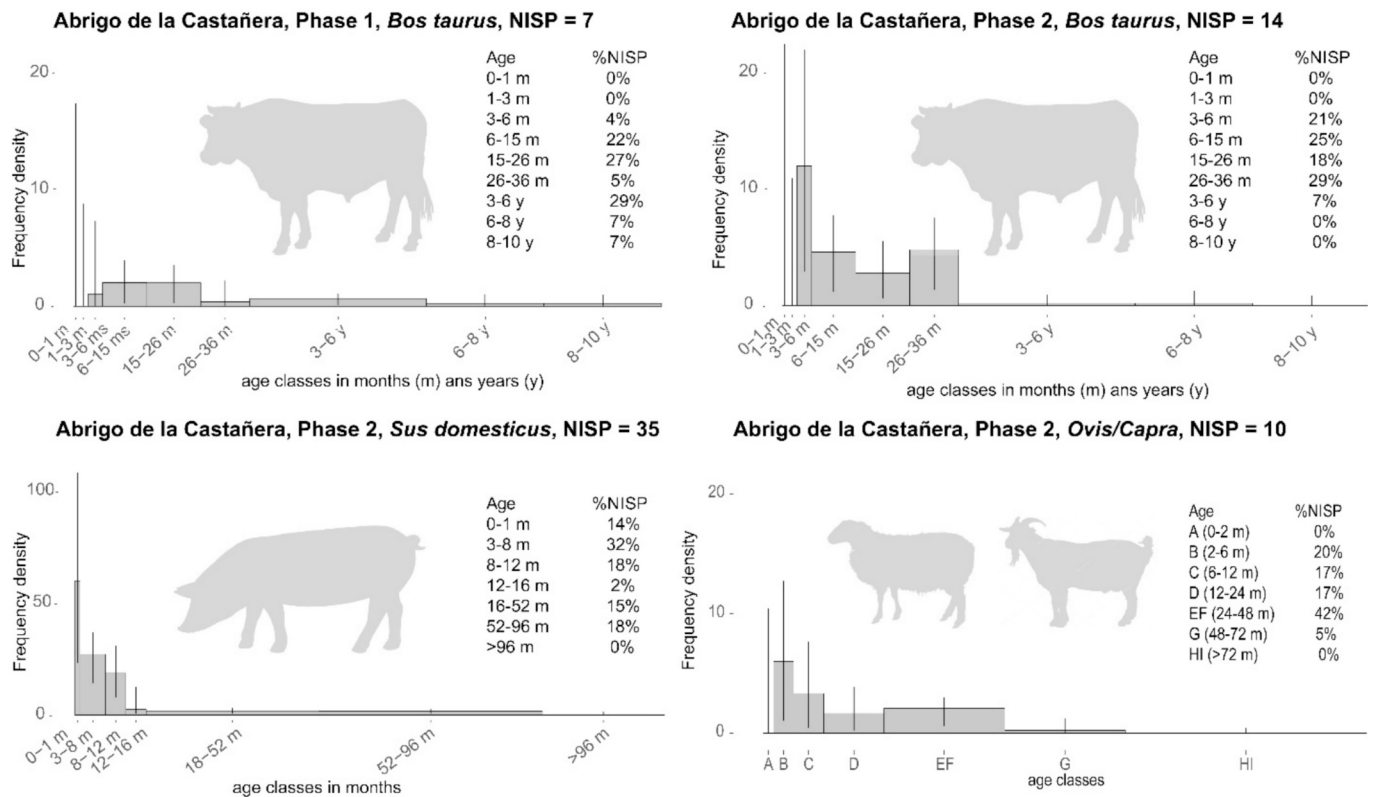 Abrigo de la Castañera, Phase 1, Bos taurus, NISP = 7
Frequency density
20
10
0
Age %NISP
0-1 m 0%
1-3 m 0%
3-6 m 4%
6-15 m 22%
15-26 m 27%
26-36 m 5%
3-6 y 29%
6-8 y 7%
8-10 y 7%
0–1 m
1–3 m
3–6 ms
6–15 ms
15–26 m
26–36 m
3–6 y
6–8 y
8–10 y
age classes in months (m) ans years (y)
Abrigo de la Castañera, Phase 2, Bos taurus, NISP = 14
Frequency density
20
10
0
Age %NISP
0-1 m 0%
1-3 m 0%
3-6 m 21%
6-15 m 25%
15-26 m 18%
26-36 m 29%
3-6 y 7%
6-8 y 0%
8-10 y 0%
0–1 m
1–3 m
3–6 m
6–15 m
15–26 m
26–36 m
3–6 y
6–8 y
8–10 y
age classes in months (m) ans years (y)
Abrigo de la Castañera, Phase 2, Sus domesticus, NISP = 35
Frequency density
100
50
0
Age %NISP
0-1 m 14%
3-8 m 32%
8-12 m 18%
12-16 m 2%
16-52 m 15%
52-96 m 18%
>96 m 0%
0–1 m
3–8 m
8–12 m
12–16 m
18–52 m
52–96 m
>96 m
age classes in months
Abrigo de la Castañera, Phase 2, Ovis/Capra, NISP = 10
Frequency density
20
10
0
Age %NISP
A (0-2 m) 0%
B (2-6 m) 20%
C (6-12 m) 17%
D (12-24 m) 17%
EF (24-48 m) 42%
G (48-72 m) 5%
HI (>72 m) 0%
A B C D EF G HI
age classes